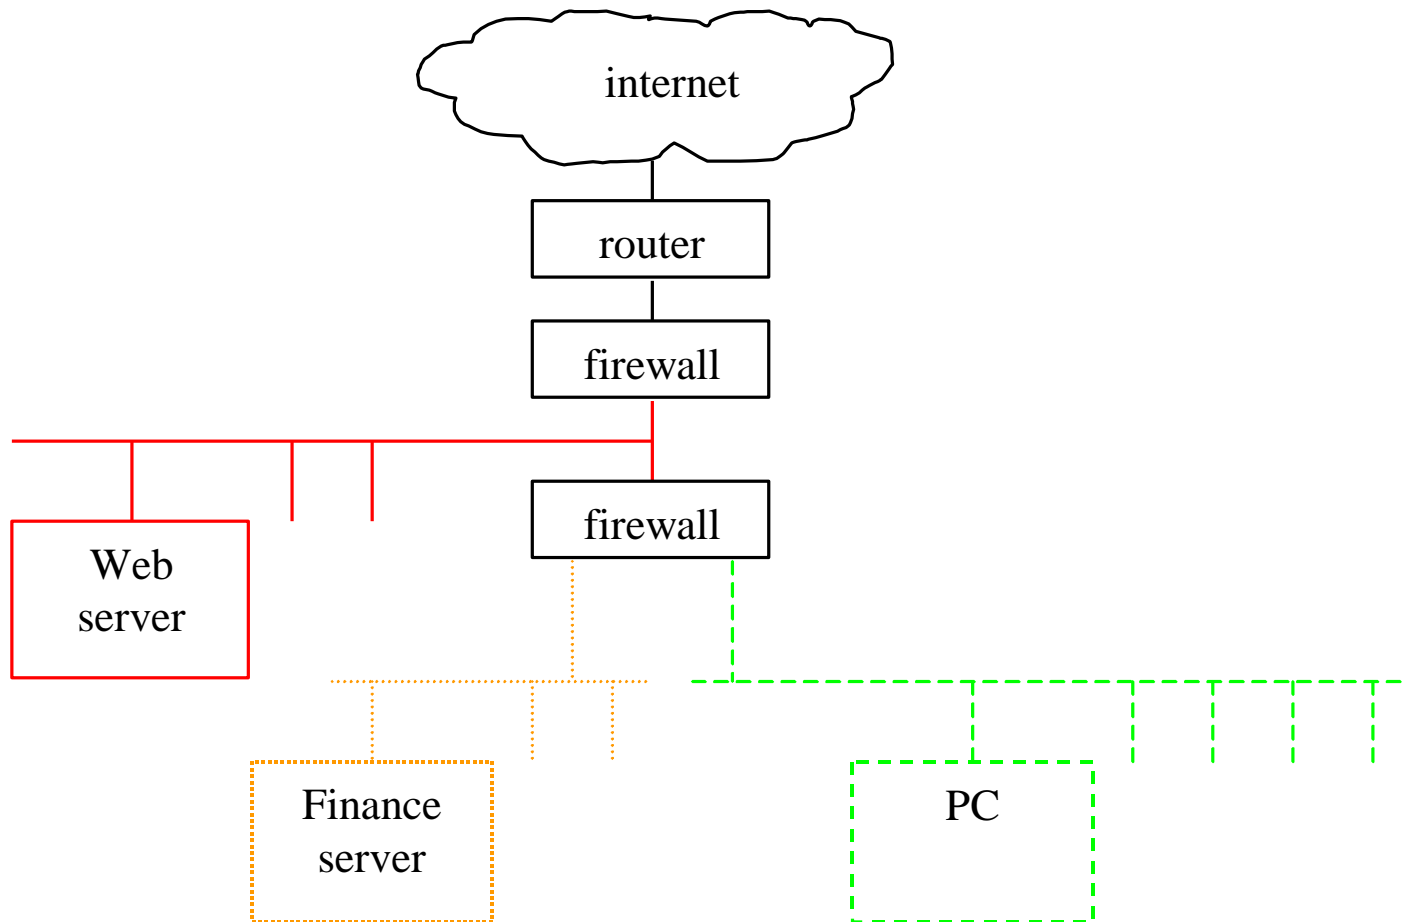 internet
router
firewall
firewall
Web
server
Finance
server
PC